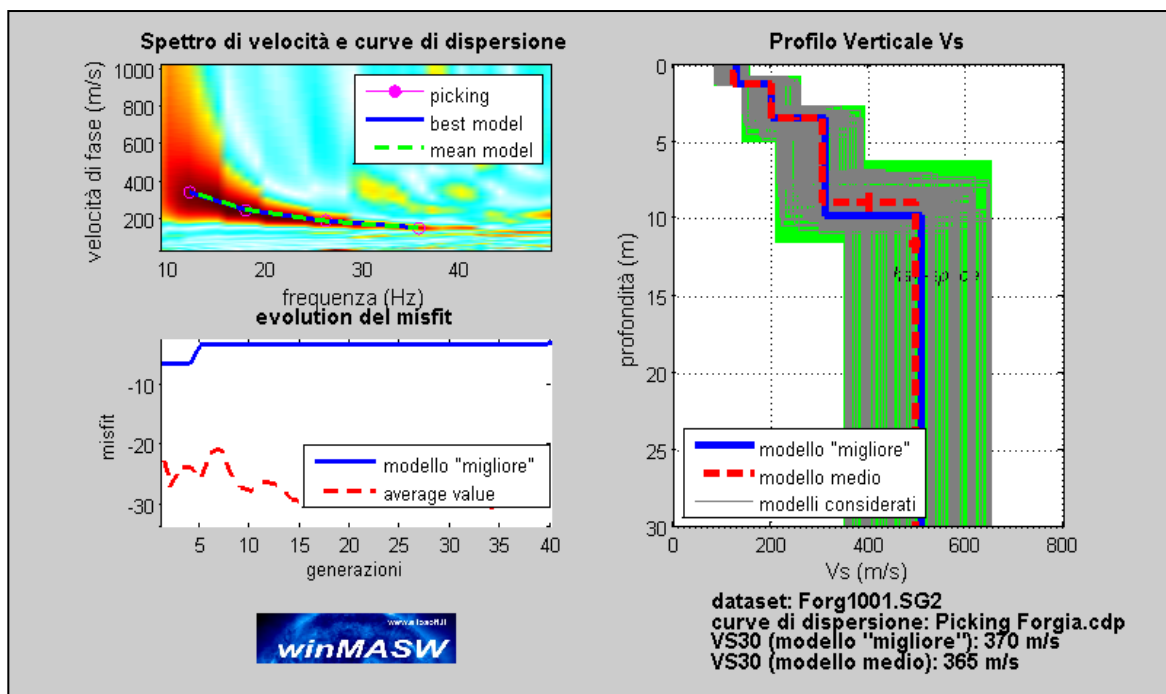 Spettro di velocità e curve di dispersione
1000
800
600
400
200
velocità di fase (m/s)
picking
best model
mean model
10
20
30
40
frequenza (Hz)
evolution del misfit
-10
-20
-30
misfit
modello "migliore"
average value
5
10
15
20
25
30
35
40
generazioni
winMASW
Profilo Verticale Vs
0
5
10
15
20
25
30
profondità (m)
modello "migliore"
modello medio
modelli considerati
0
200
400
600
800
Vs (m/s)
dataset: Forg1001.SG2
curve di dispersione: Picking Forgia.cdp
VS30 (modello "migliore"): 370 m/s
VS30 (modello medio): 365 m/s